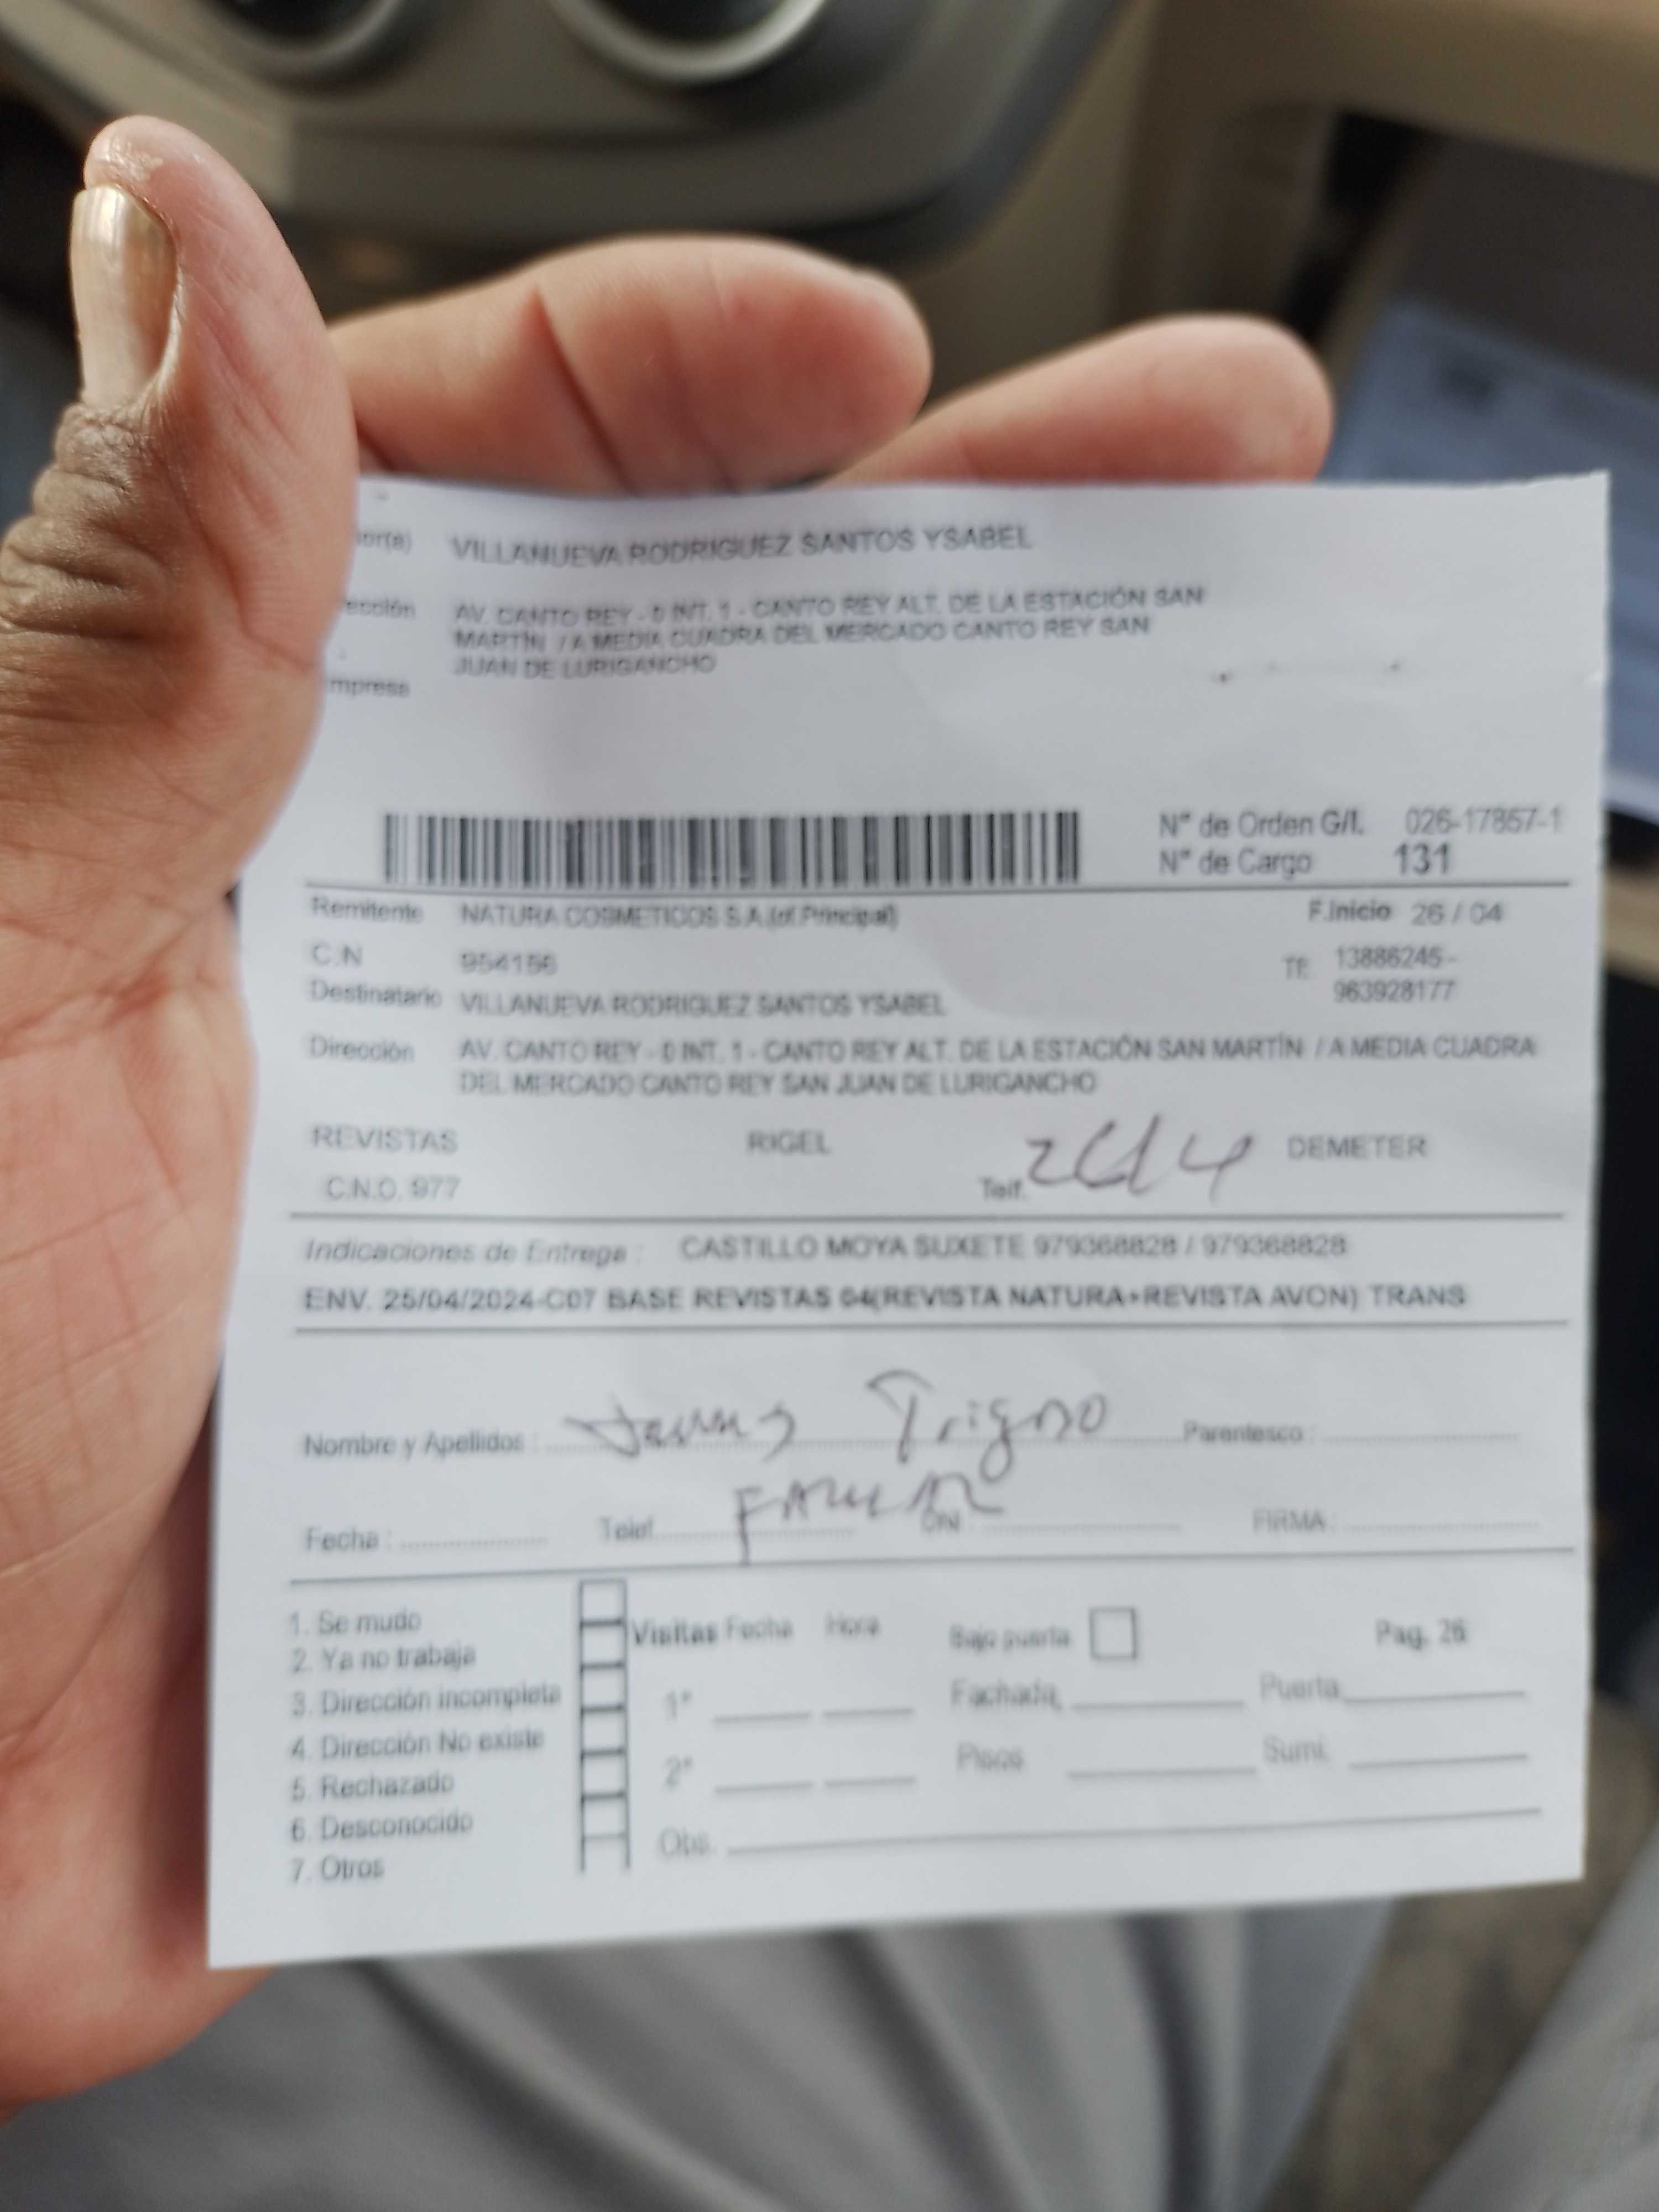 or(a) VILLANUEVA RODRIGUEZ SANTOS YSABEL
ección AV. CANTO REY - 0 INT. 1 - CANTO REY ALT. DE LA ESTACIÓN SAN
MARTÍN / A MEDIA CUADRA DEL MERCADO CANTO REY SAN
JUAN DE LURIGANCHO
mpresa
N° de Orden G/I. 026-17857-1
N° de Cargo 131
Remitente NATURA COSMETICOS S.A.(of.Principal) F.Inicio 26 / 04
C.N 954156 Tf: 13886245 -
963928177
Destinatario VILLANUEVA RODRIGUEZ SANTOS YSABEL
Dirección AV. CANTO REY - 0 INT. 1 - CANTO REY ALT. DE LA ESTACIÓN SAN MARTÍN / A MEDIA CUADRA
DEL MERCADO CANTO REY SAN JUAN DE LURIGANCHO
REVISTAS RIGEL DEMETER
C.N.O. 977 Telf. 26/4
Indicaciones de Entrega : CASTILLO MOYA SUXETE 979368828 / 979368828
ENV. 25/04/2024-C07 BASE REVISTAS 04(REVISTA NATURA+REVISTA AVON) TRANS
Nombre y Apellidos : Trigoso Parentesco :
Fecha : Telef. DNI : FIRMA :
1. Se mudo
2. Ya no trabaja
3. Dirección incompleta
4. Dirección No existe
5. Rechazado
6. Desconocido
7. Otros
Visitas Fecha Hora Bajo puerta Pag. 26
1° Fachada Puerta
2° Pisos Sumi.
Obs.